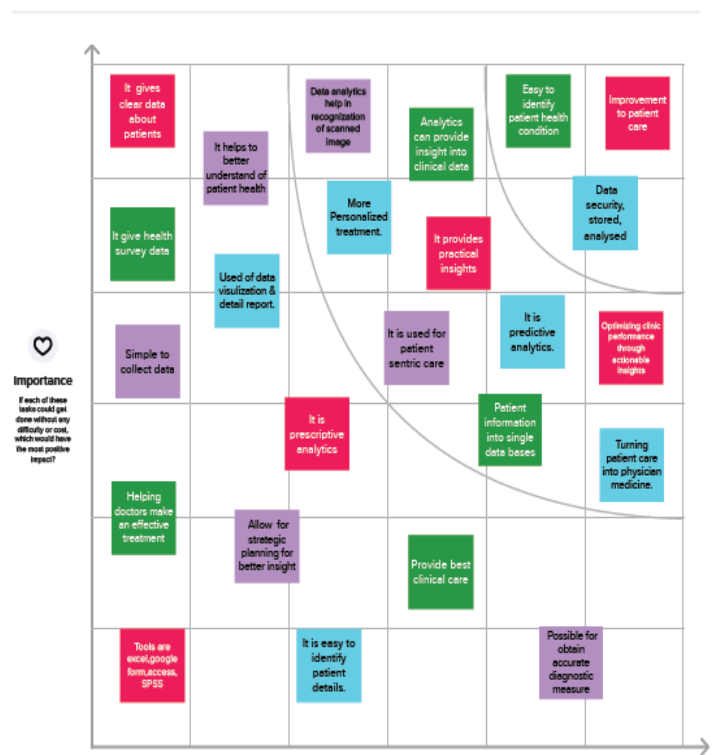 It gives
clear data
about
patients
Data analytics
help in
recognization
of scanned
image
Easy to
identify
patient health
condition
Improvement
to patient
care
Analytics
can provide
insight into
clinical data
It helps to
better
understand of
patient health
More
Personalized
treatment.
Data
security,
stored,
analysed
It give health
survey data
It provides
practical
insights
Used of data
visulization &
detail report.
It is
predictive
analytics.
It is used for
patient
sentric care
Optimizing clinic
performance
through
actionable
insights
Simple to
collect data
Importance
If each of these
tasks could get
done without any
difficulty or cost,
which would have
the most positive
impact?
It is
prescriptive
analytics
Patient
information
into single
data bases
Turning
patient care
into physician
medicine.
Helping
doctors make
an effective
treatment
Allow for
strategic
planning for
better insight
Provide best
clinical care
Tools are
excel,google
form,access,
SPSS
It is easy to
identify
patient
details.
Possible for
obtain
accurate
diagnostic
measure